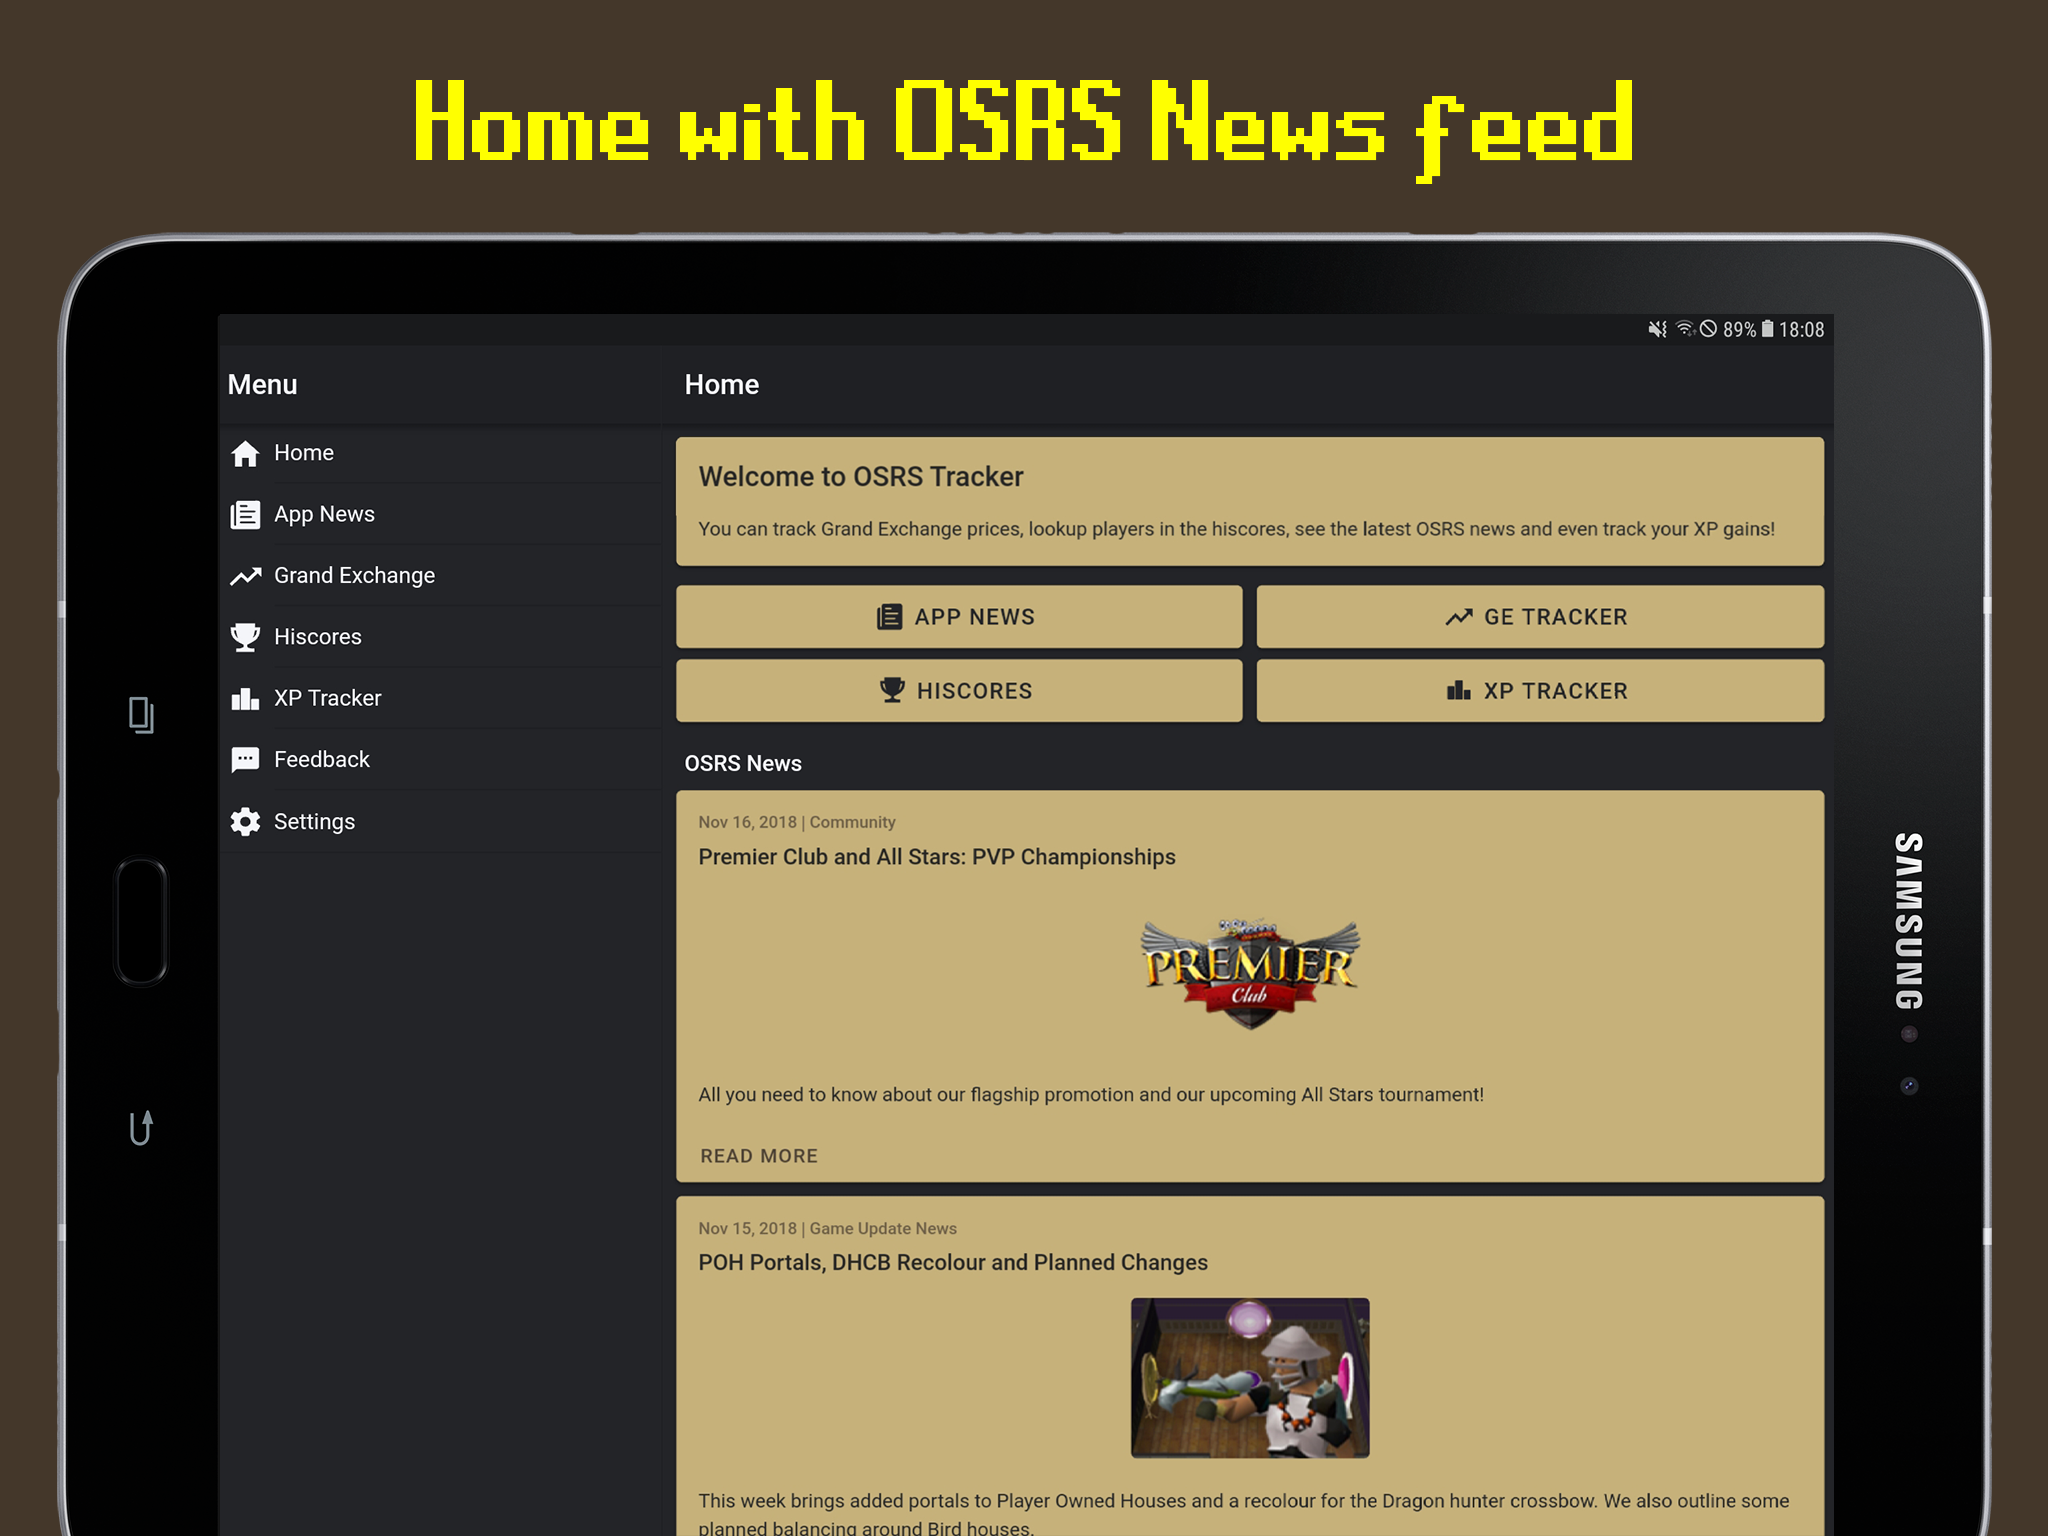 Home with OSRS News feed
89% 18:08
Menu
Home
App News
Grand Exchange
Hiscores
XP Tracker
Feedback
Settings
Home
Welcome to OSRS Tracker
You can track Grand Exchange prices, lookup players in the hiscores, see the latest OSRS news and even track your XP gains!
APP NEWS
GE TRACKER
HISCORES
XP TRACKER
OSRS News
Nov 16, 2018 | Community
Premier Club and All Stars: PVP Championships
PREMIER
Club
All you need to know about our flagship promotion and our upcoming All Stars tournament!
READ MORE
Nov 15, 2018 | Game Update News
POH Portals, DHCB Recolour and Planned Changes
This week brings added portals to Player Owned Houses and a recolour for the Dragon hunter crossbow. We also outline some
planned balancing around Bird houses.
SAMSUNG